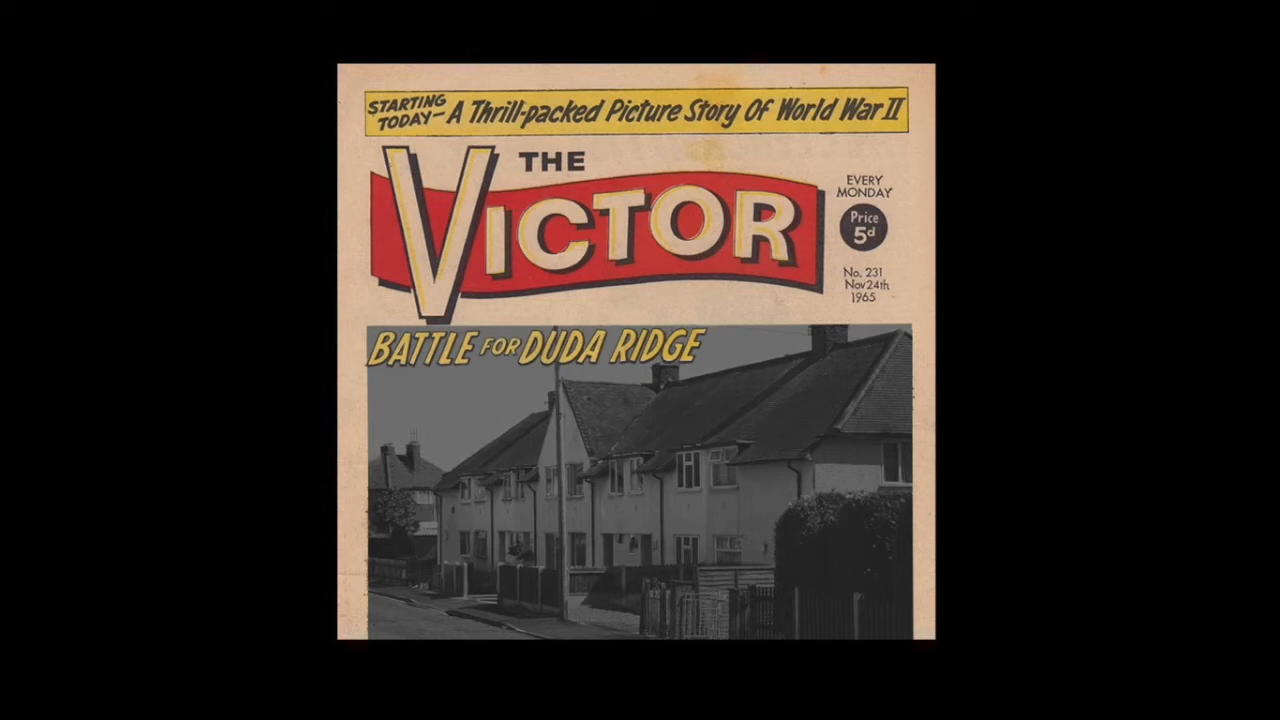 STARTING TODAY— A Thrill-packed Picture Story Of World War II
THE
VICTOR
EVERY
MONDAY
Price
5d
No. 231
Nov 24th
1965
BATTLE FOR DUDA RIDGE